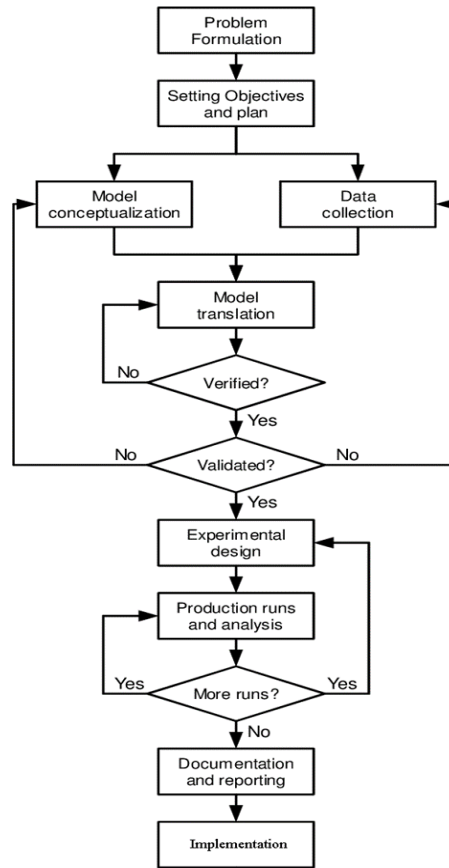 Problem
Formulation
Setting Objectives
and plan
Model
conceptualization
Data
collection
Model
translation
No
Verified?
Yes
No
Validated?
No
Yes
Experimental
design
Production runs
and analysis
Yes
More runs?
Yes
No
Documentation
and reporting
Implementation